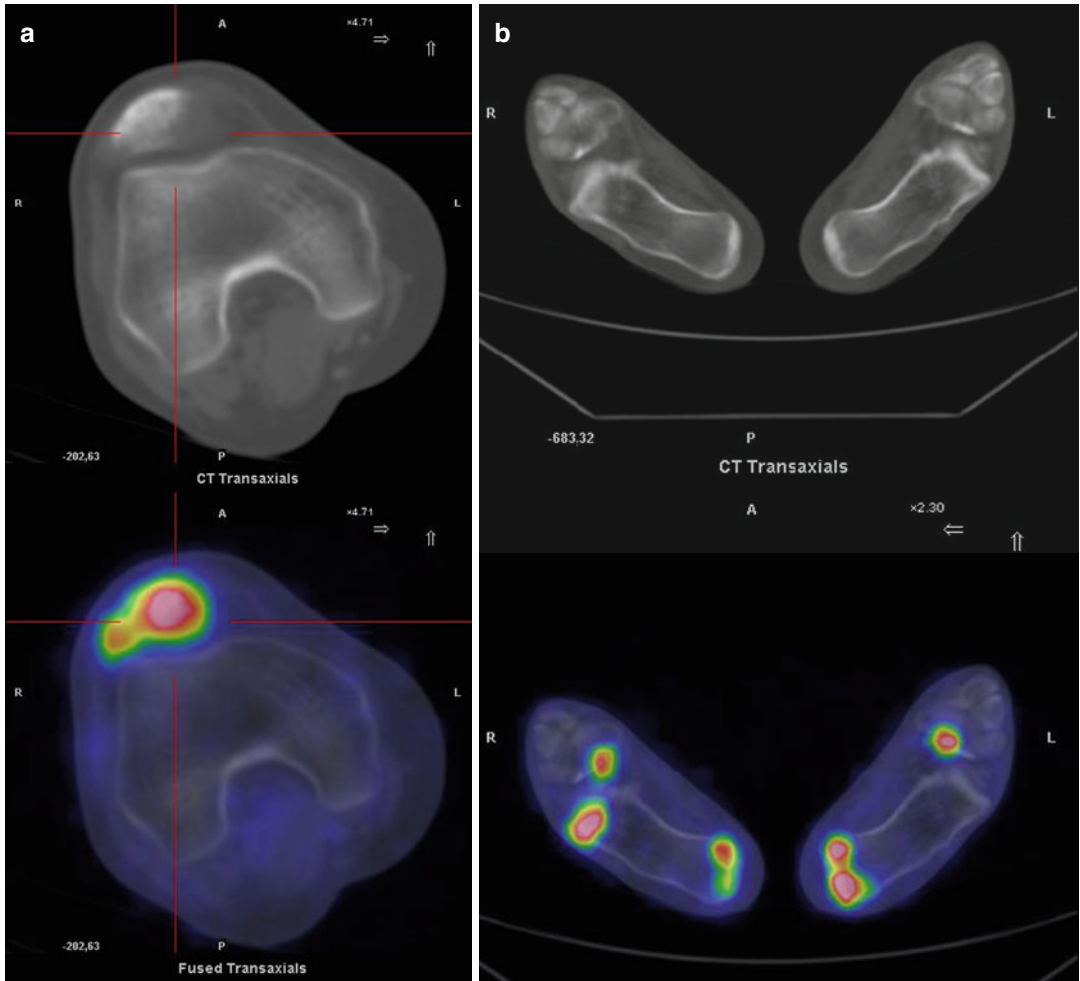 a
A
×4.71
⇒
⇑
R
L
-202,63
P
CT Transaxials
A
×4.71
⇒
⇑
R
L
-202,63
P
Fused Transaxials
b
R
L
-683,32
P
CT Transaxials
A
×2.30
⇐
⇑
R
L